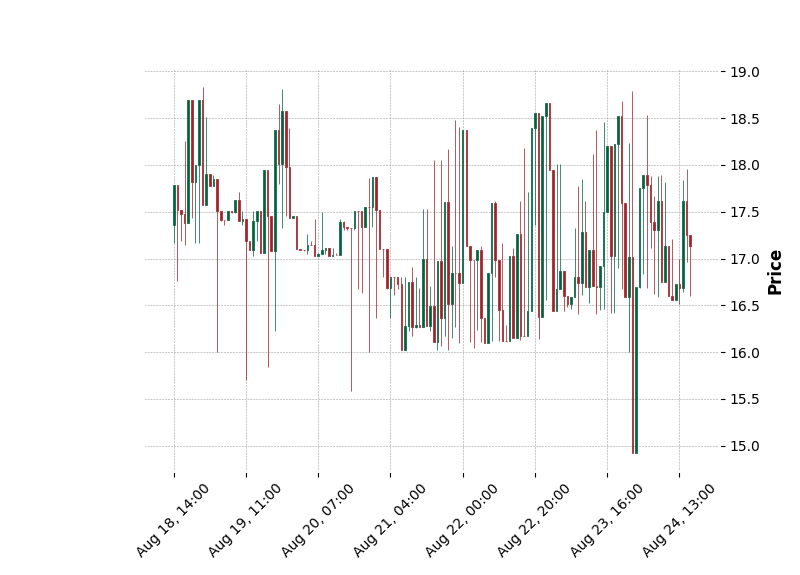 19.0
18.5
18.0
17.5
17.0
16.5
16.0
15.5
15.0
Price
Aug 18, 14:00
Aug 19, 11:00
Aug 20, 07:00
Aug 21, 04:00
Aug 22, 00:00
Aug 22, 20:00
Aug 23, 16:00
Aug 24, 13:00